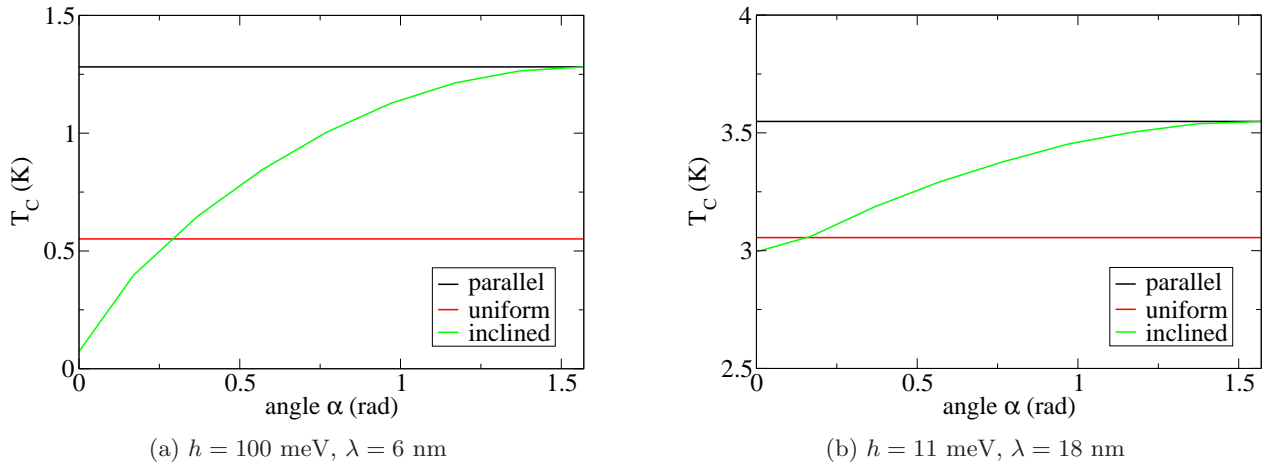 1.5
1
0.5
0
T_C (K)
0
0.5
1
1.5
angle α (rad)
parallel
uniform
inclined
(a) h = 100 meV, λ = 6 nm
4
3.5
3
2.5
T_C (K)
0
0.5
1
1.5
angle α (rad)
parallel
uniform
inclined
(b) h = 11 meV, λ = 18 nm